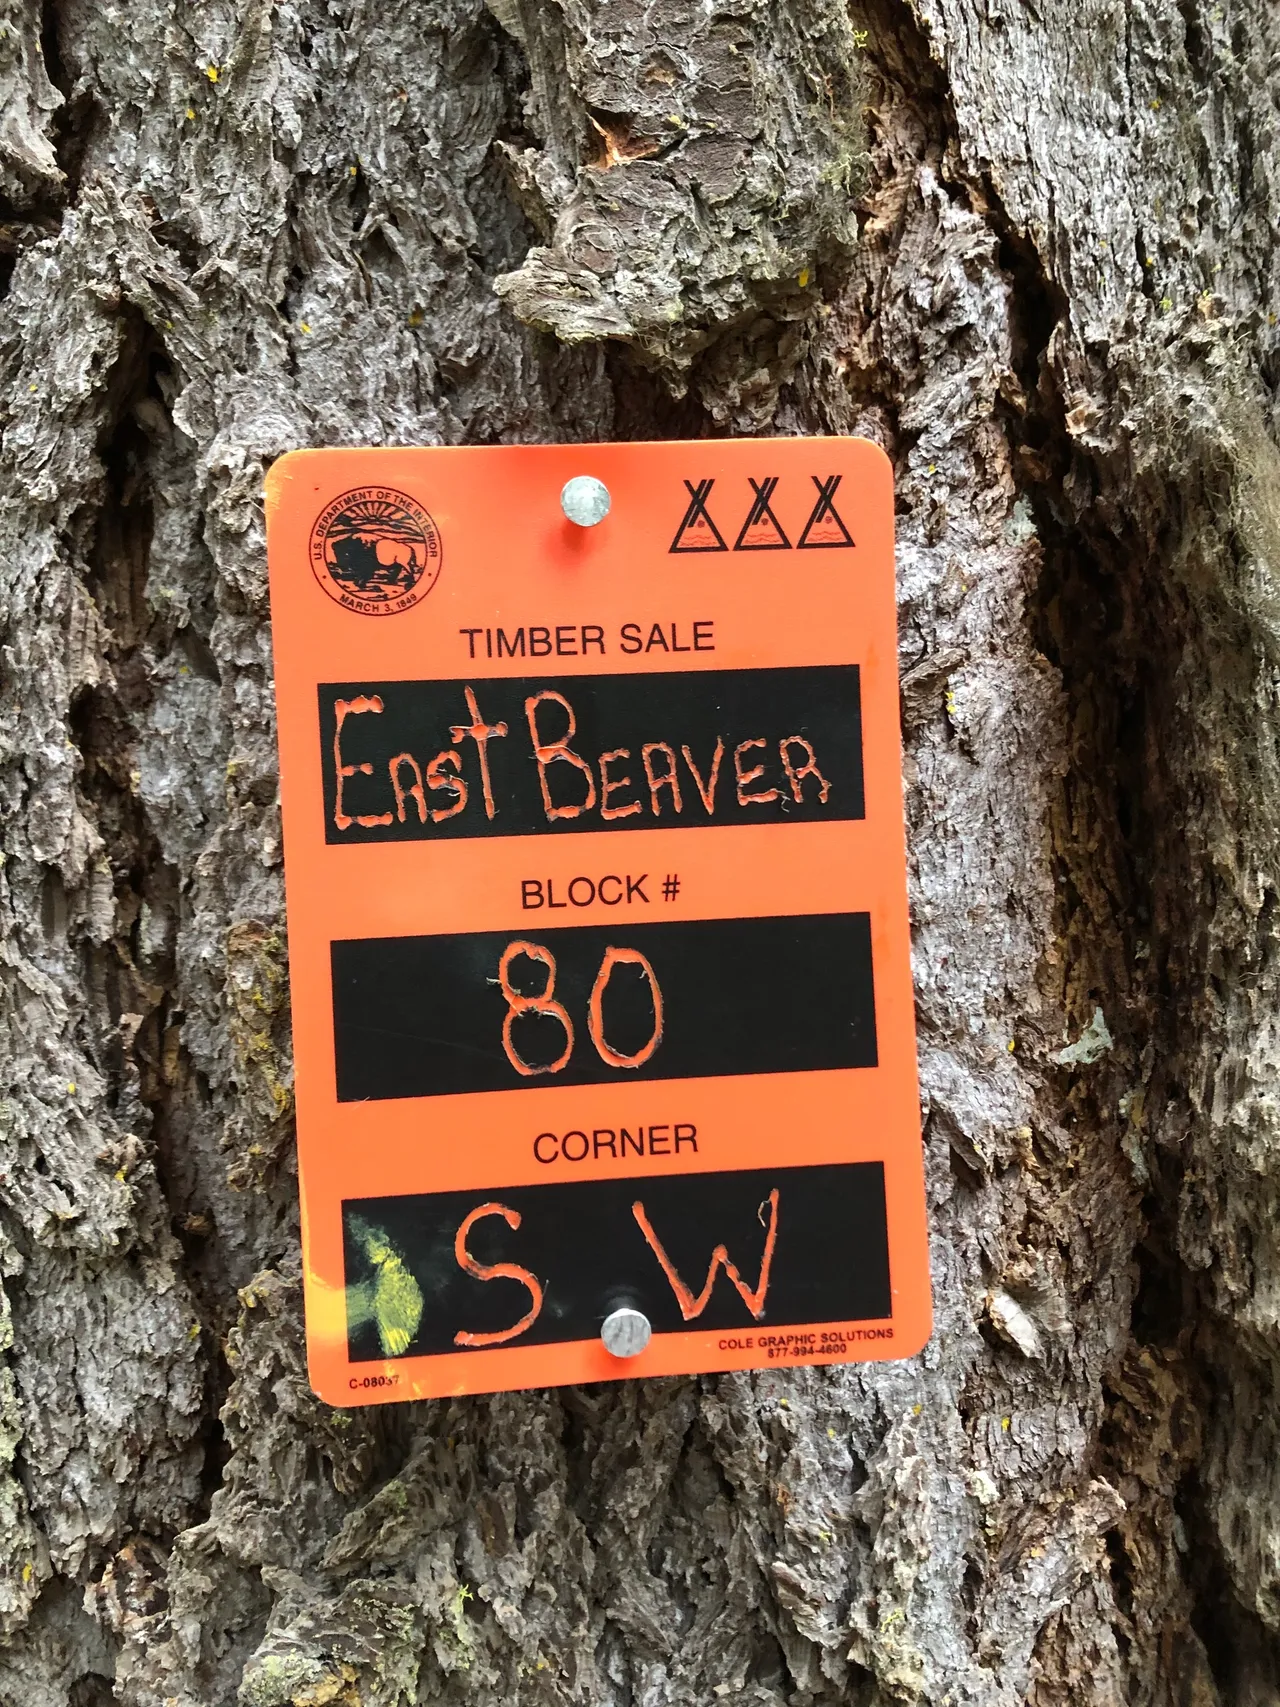 U.S. DEPARTMENT OF THE INTERIOR
MARCH 3, 1849
TIMBER SALE
EAST BEAVER
BLOCK #
80
CORNER
S W
COLE GRAPHIC SOLUTIONS
877-994-4600
C-08037